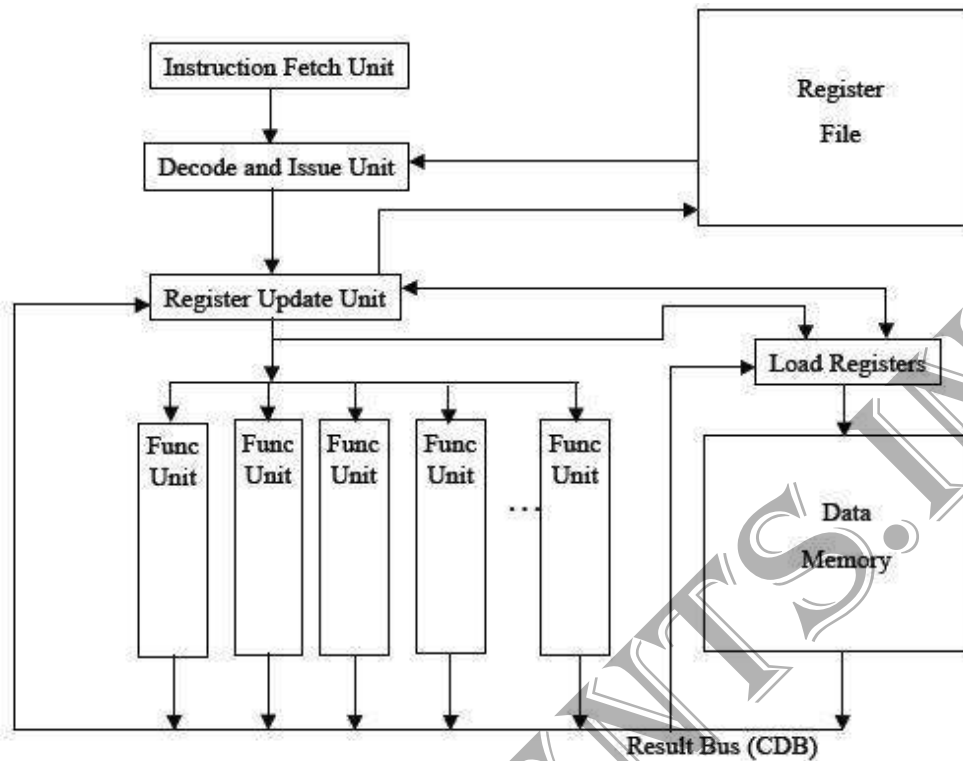 Instruction Fetch Unit
Register
File
Decode and Issue Unit
Register Update Unit
Load Registers
Func
Unit
Func
Unit
Func
Unit
Func
Unit
Func
Unit
...
Data
Memory
Result Bus (CDB)